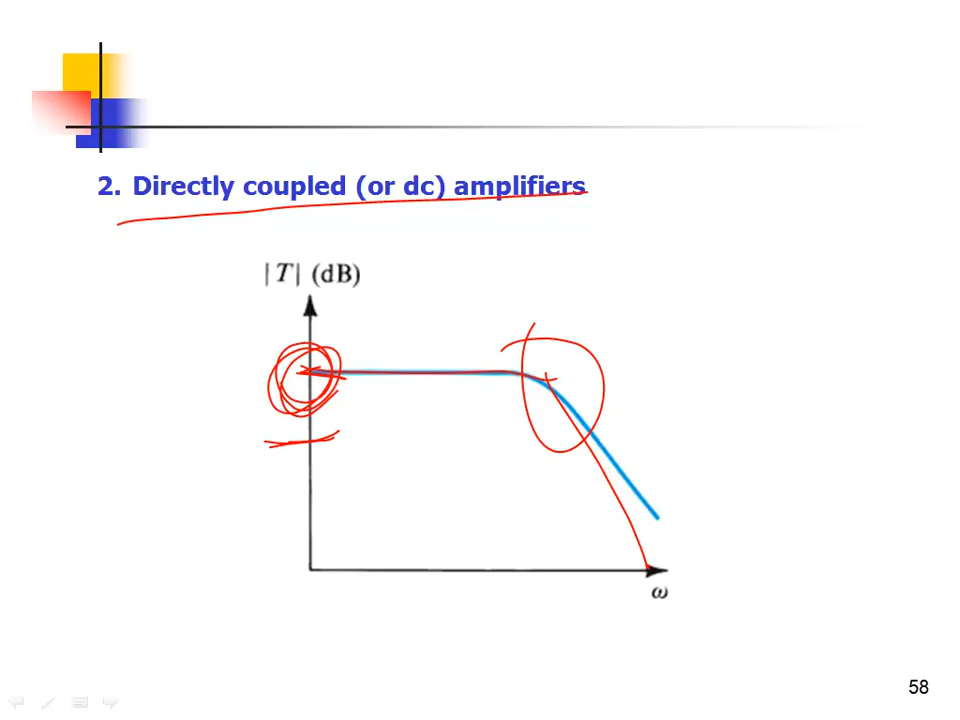 2. Directly coupled (or dc) amplifiers
|T| (dB)
ω
58